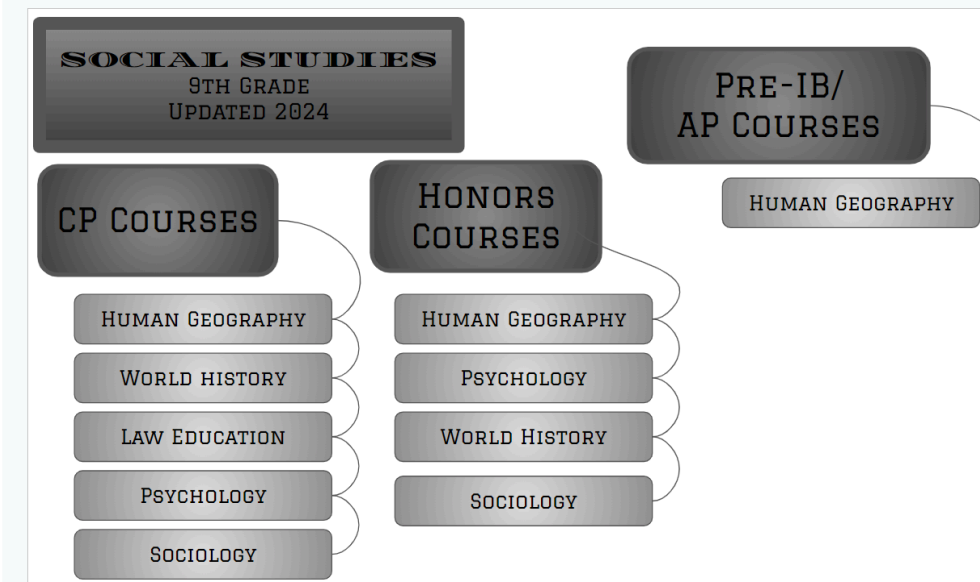 SOCIAL STUDIES
9TH GRADE
UPDATED 2024
PRE-IB/
AP COURSES
HUMAN GEOGRAPHY
CP COURSES
HUMAN GEOGRAPHY
WORLD HISTORY
LAW EDUCATION
PSYCHOLOGY
SOCIOLOGY
HONORS
COURSES
HUMAN GEOGRAPHY
PSYCHOLOGY
WORLD HISTORY
SOCIOLOGY